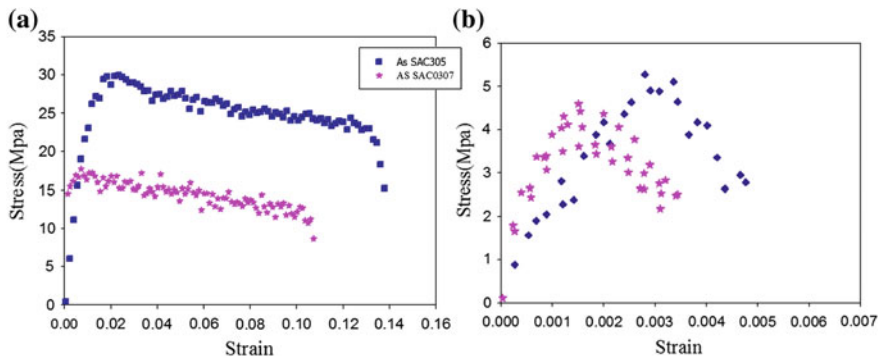 (a)
Stress(Mpa)
35
30
25
20
15
10
5
0
0.00 0.02 0.04 0.06 0.08 0.10 0.12 0.14 0.16
Strain
As SAC305
AS SAC0307
(b)
Stress(Mpa)
6
5
4
3
2
1
0
0.000 0.001 0.002 0.003 0.004 0.005 0.006 0.007
Strain